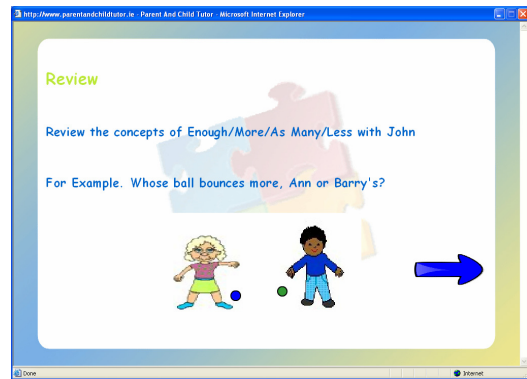 http://www.parentandchildtutor.ie - Parent And Child Tutor - Microsoft Internet Explorer
Review
Review the concepts of Enough/More/As Many/Less with John
For Example. Whose ball bounces more, Ann or Barry's?
Done
Internet